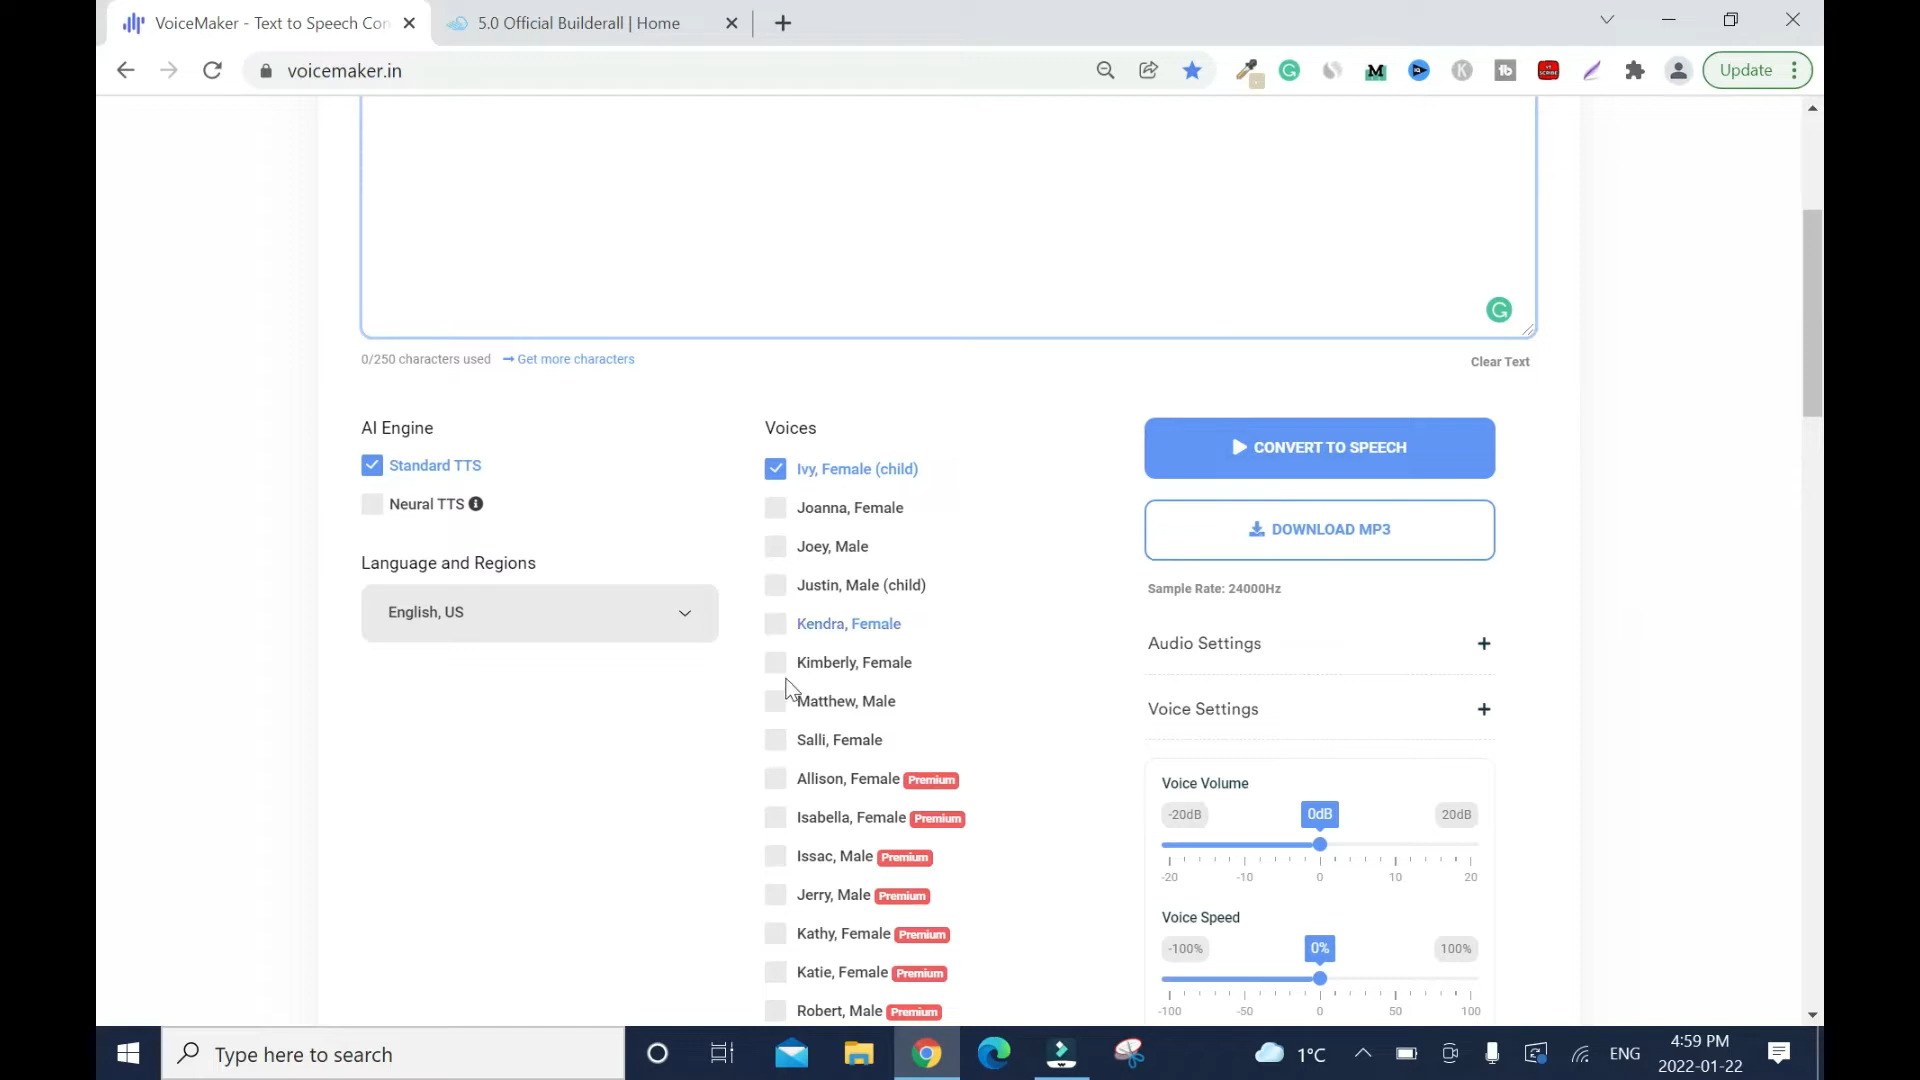 VoiceMaker - Text to Speech Con
5.0 Official Builderall | Home
voicemaker.in
Update
0/250 characters used
Get more characters
Clear Text
AI Engine
Standard TTS
Neural TTS
Language and Regions
English, US
Voices
Ivy, Female (child)
Joanna, Female
Joey, Male
Justin, Male (child)
Kendra, Female
Kimberly, Female
Matthew, Male
Salli, Female
Allison, Female Premium
Isabella, Female Premium
Issac, Male Premium
Jerry, Male Premium
Kathy, Female Premium
Katie, Female Premium
Robert, Male Premium
CONVERT TO SPEECH
DOWNLOAD MP3
Sample Rate: 24000Hz
Audio Settings +
Voice Settings +
Voice Volume
-20dB 0dB 20dB
-20 -10 0 10 20
Voice Speed
-100% 0% 100%
-100 -50 0 50 100
Type here to search
1°C
ENG
4:59 PM
2022-01-22